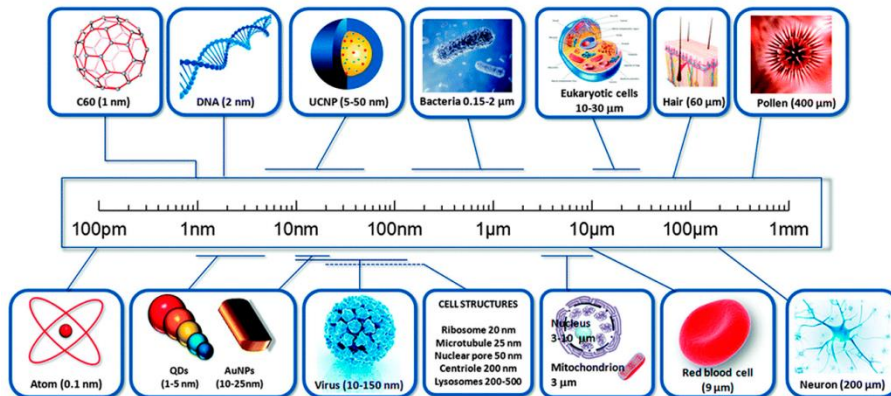 C60 (1 nm)
DNA (2 nm)
UCNP (5-50 nm)
Bacteria 0.15-2 µm
Eukaryotic cells
10-30 µm
Hair (60 µm)
Pollen (400 µm)
100pm
1nm
10nm
100nm
1µm
10µm
100µm
1mm
Atom (0.1 nm)
QDs
(1-5 nm)
AuNPs
(10-25nm)
Virus (10-150 nm)
CELL STRUCTURES
Ribosome 20 nm
Microtubule 25 nm
Nuclear pore 50 nm
Centriole 200 nm
Lysosomes 200-500
Nucleus
3-10 µm
Mitochondrion
3 µm
Red blood cell
(9 µm)
Neuron (200 µm)